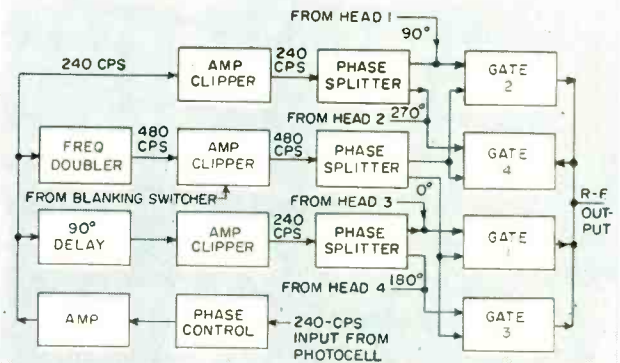 FROM HEAD 1
90°
240 CPS
AMP
CLIPPER
240
CPS
PHASE
SPLITTER
GATE
2
FROM HEAD 2
270°
FREQ
DOUBLER
480
CPS
AMP
CLIPPER
480
CPS
PHASE
SPLITTER
GATE
4
FROM BLANKING SWITCHER
0°
R-F
OUT-
PUT
FROM HEAD 3
90°
DELAY
AMP
CLIPPER
240
CPS
PHASE
SPLITTER
GATE
1
FROM HEAD 4
180°
AMP
PHASE
CONTROL
240-CPS
INPUT FROM
PHOTOCELL
GATE
3